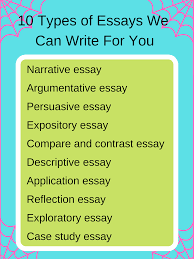 10 Types of Essays We
Can Write For You
Narrative essay
Argumentative essay
Persuasive essay
Expository essay
Compare and contrast essay
Descriptive essay
Application essay
Reflection essay
Exploratory essay
Case study essay